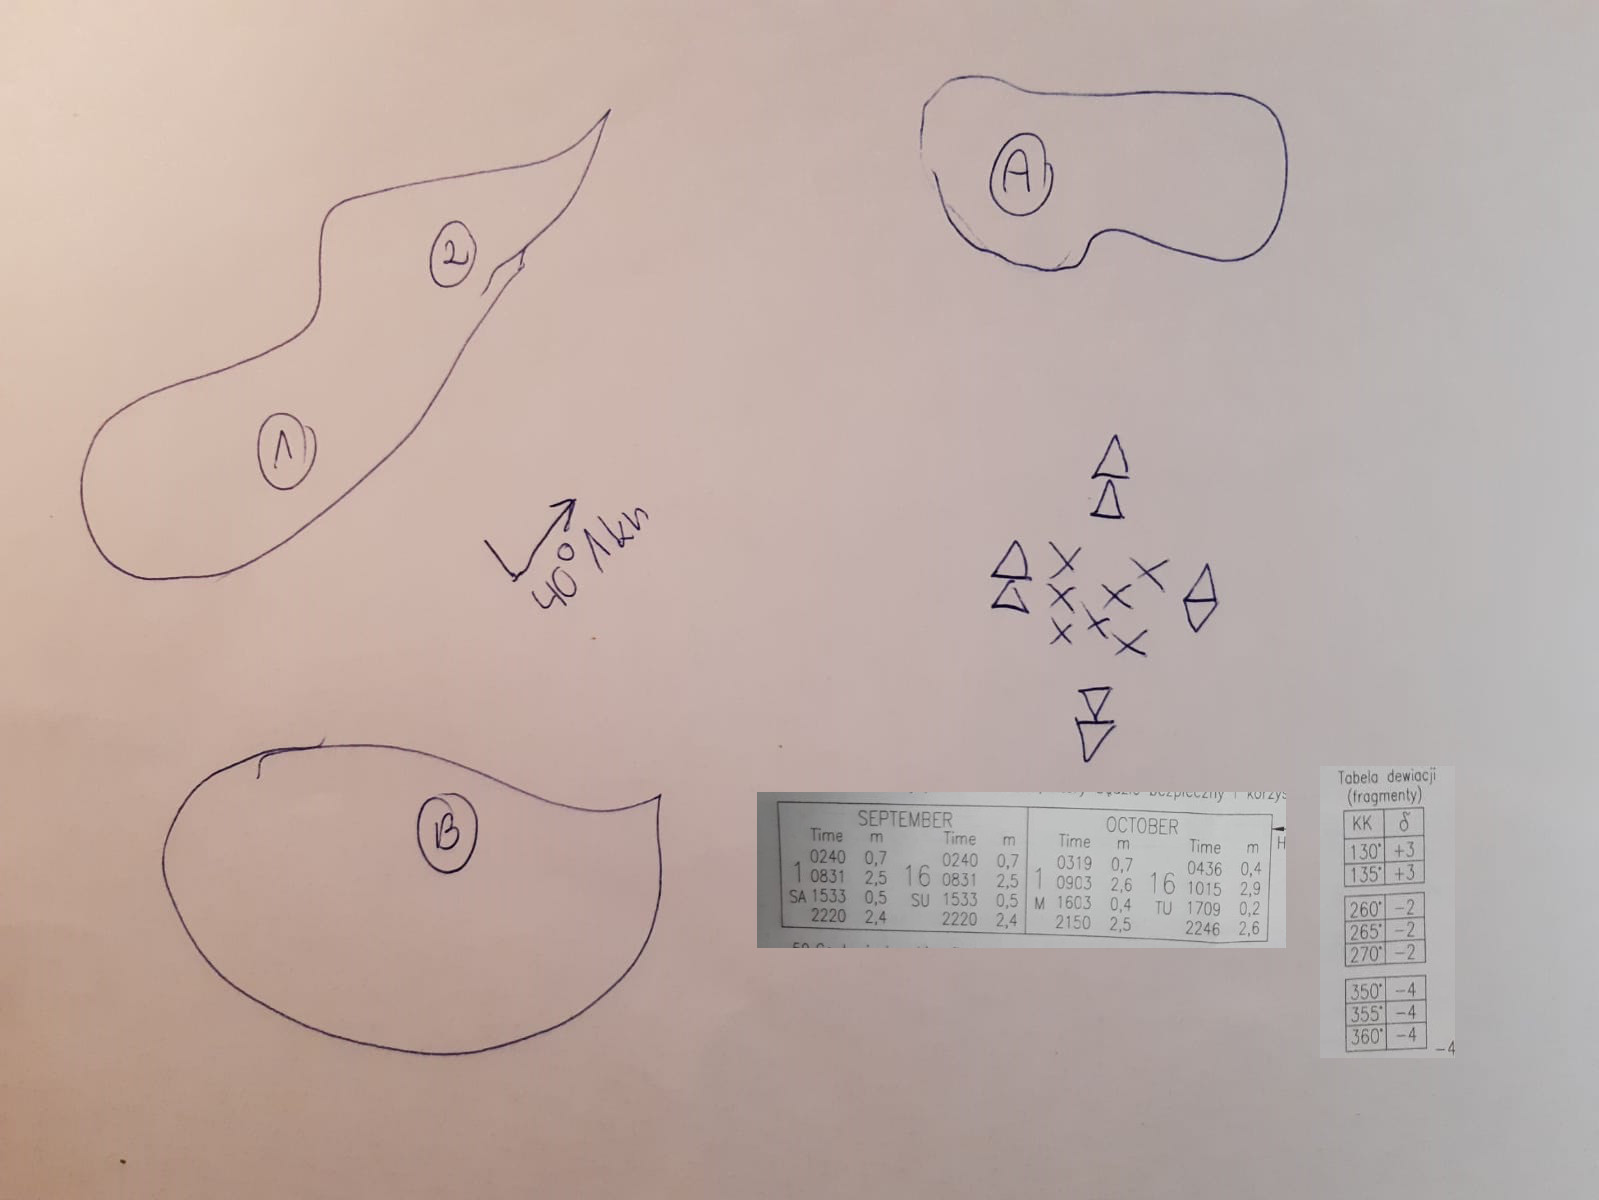 A
2
1
40° 1kn
B
SEPTEMBER
Time m Time m
1 0240 0,7 16 0240 0,7
0831 2,5 0831 2,5
SA 1533 0,5 SU 1533 0,5
2220 2,4 2220 2,4
OCTOBER
Time m Time m
1 0319 0,7 16 0436 0,4
0903 2,6 1015 2,9
M 1603 0,4 TU 1709 0,2
2150 2,5 2246 2,6
H
Tabela dewiacji
(fragmenty)
KK δ
130° +3
135° +3
260° -2
265° -2
270° -2
350° -4
355° -4
360° -4
-4